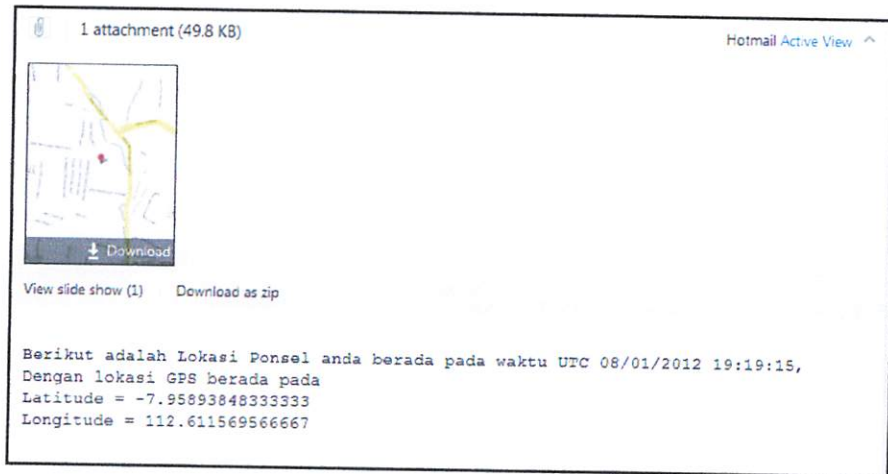 1 attachment (49.8 KB)
Hotmail Active View
Download
View slide show (1) Download as zip
Berikut adalah Lokasi Ponsel anda berada pada waktu UTC 08/01/2012 19:19:15,
Dengan lokasi GPS berada pada
Latitude = -7.95893848333333
Longitude = 112.611569566667